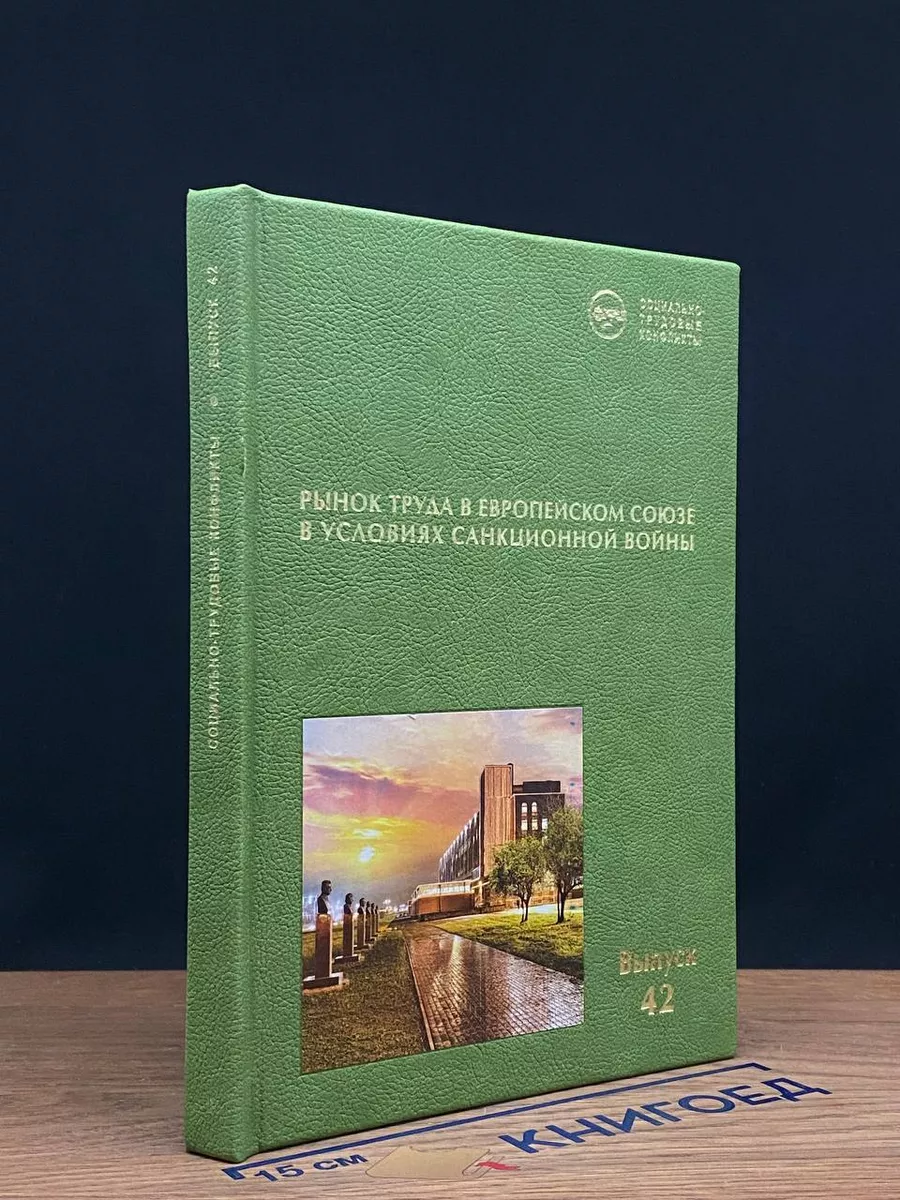 СОЦИАЛЬНО-
ТРУДОВЫЕ
КОНФЛИКТЫ
РЫНОК ТРУДА В ЕВРОПЕЙСКОМ СОЮЗЕ
В УСЛОВИЯХ САНКЦИОННОЙ ВОЙНЫ
Выпуск
42
СОЦИАЛЬНО-ТРУДОВЫЕ КОНФЛИКТЫ ВЫПУСК 42
15 см
КНИГОЕД